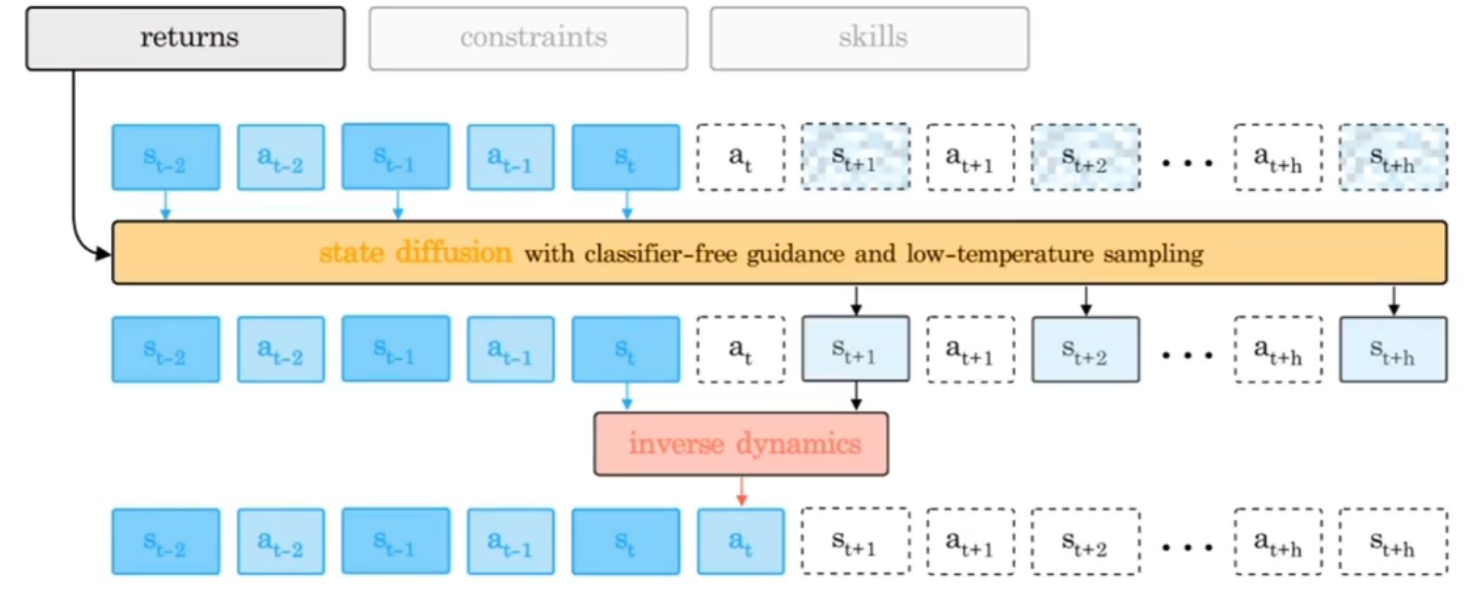 returns constraints skills
s_{t-2} a_{t-2} s_{t-1} a_{t-1} s_t a_t s_{t+1} a_{t+1} s_{t+2} ... a_{t+h} s_{t+h}
state diffusion with classifier-free guidance and low-temperature sampling
s_{t-2} a_{t-2} s_{t-1} a_{t-1} s_t a_t s_{t+1} a_{t+1} s_{t+2} ... a_{t+h} s_{t+h}
inverse dynamics
s_{t-2} a_{t-2} s_{t-1} a_{t-1} s_t a_t s_{t+1} a_{t+1} s_{t+2} ... a_{t+h} s_{t+h}